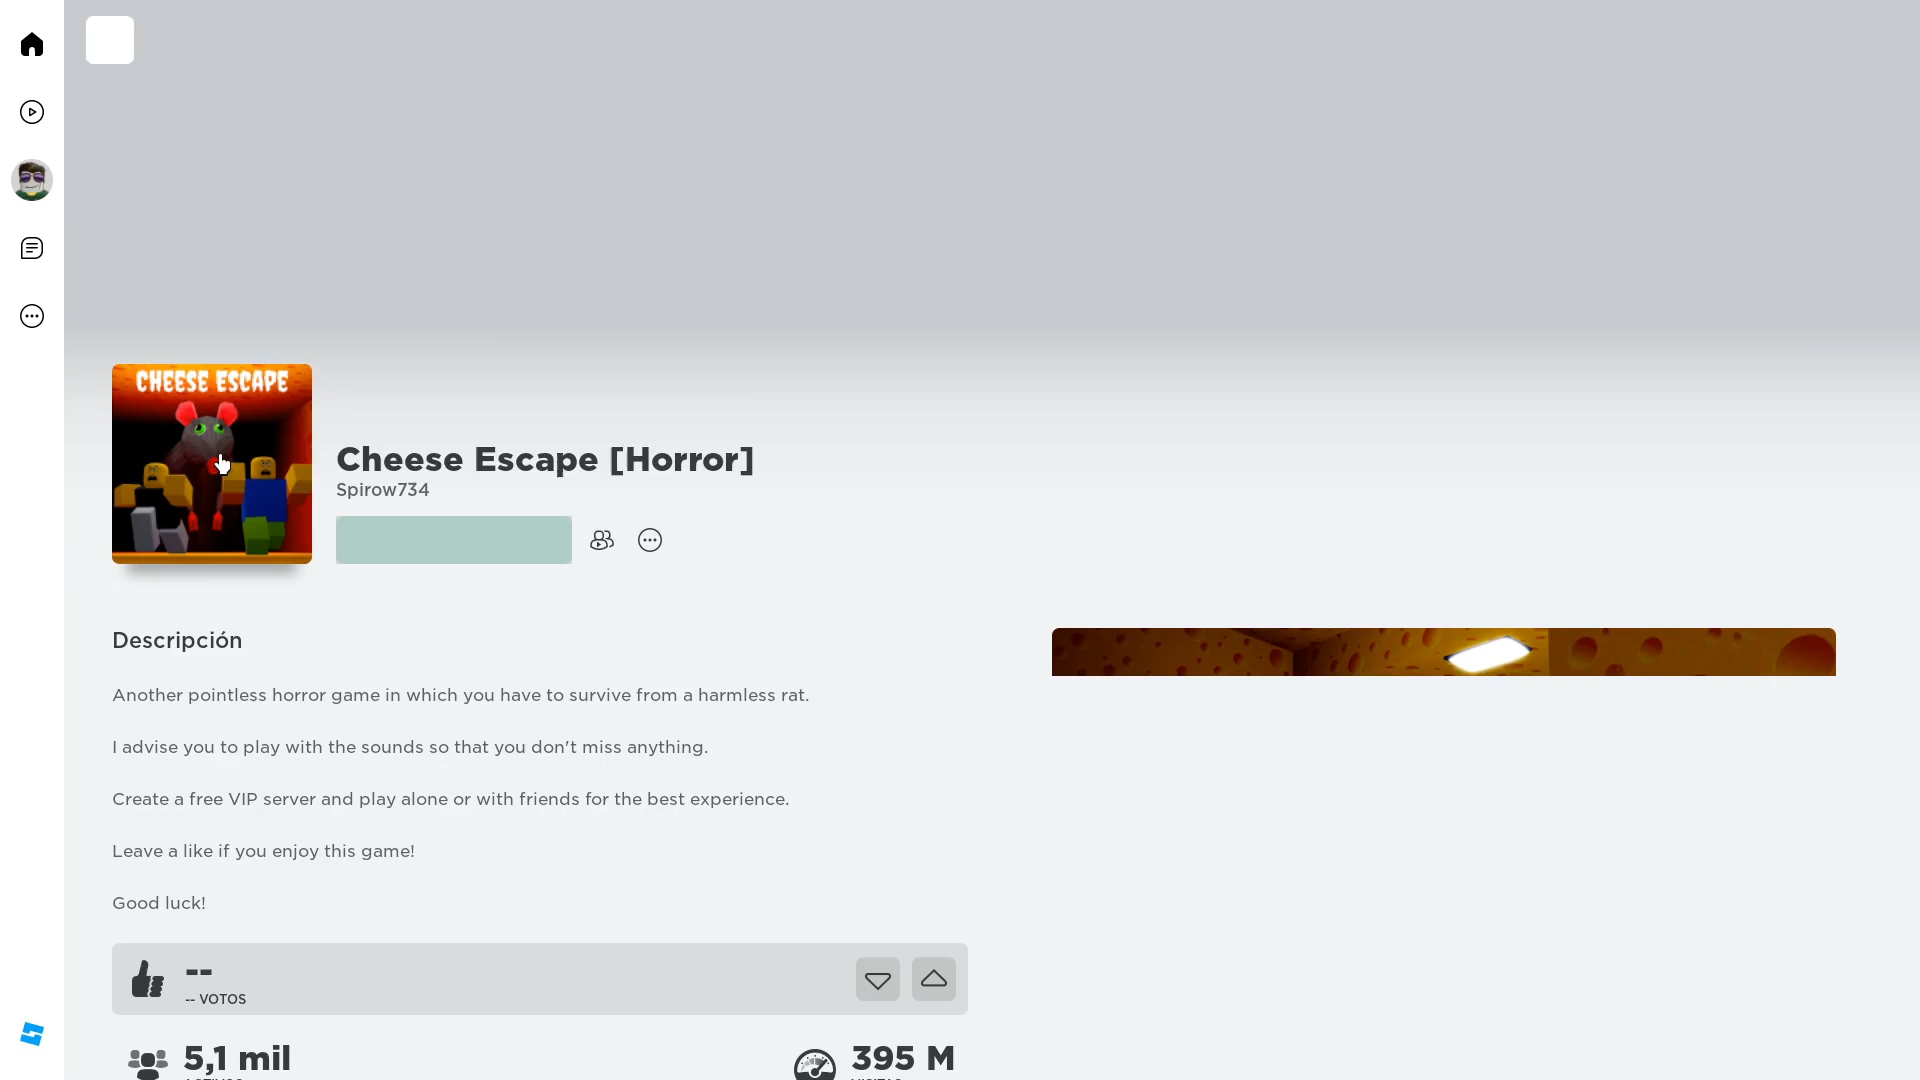 CHEESE ESCAPE
Cheese Escape [Horror]
Spirow734
Descripción
Another pointless horror game in which you have to survive from a harmless rat.
I advise you to play with the sounds so that you don't miss anything.
Create a free VIP server and play alone or with friends for the best experience.
Leave a like if you enjoy this game!
Good luck!
--
-- VOTOS
5,1 mil
395 M